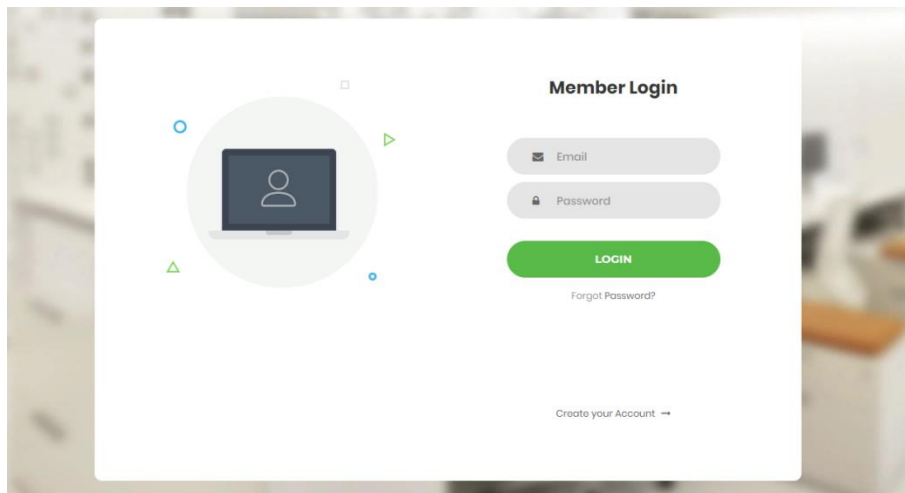 Member Login
Email
Password
LOGIN
Forgot Password?
Create your Account →